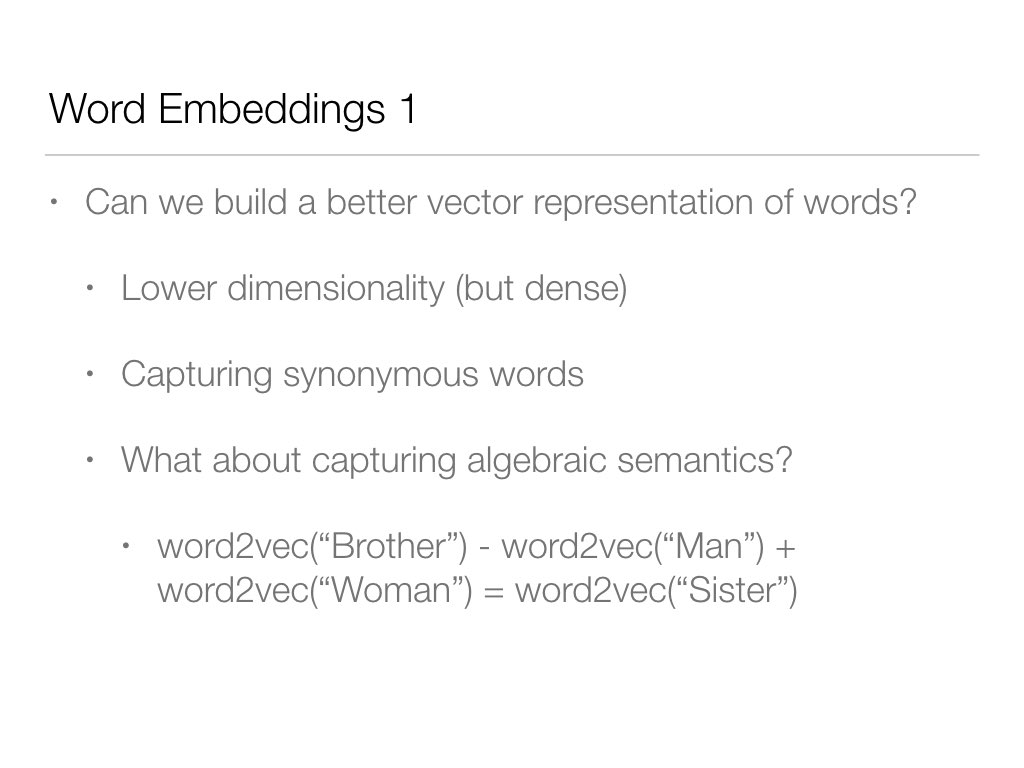 Word Embeddings 1
• Can we build a better vector representation of words?
• Lower dimensionality (but dense)
• Capturing synonymous words
• What about capturing algebraic semantics?
• word2vec(“Brother”) - word2vec(“Man”) +
word2vec(“Woman”) = word2vec(“Sister”)